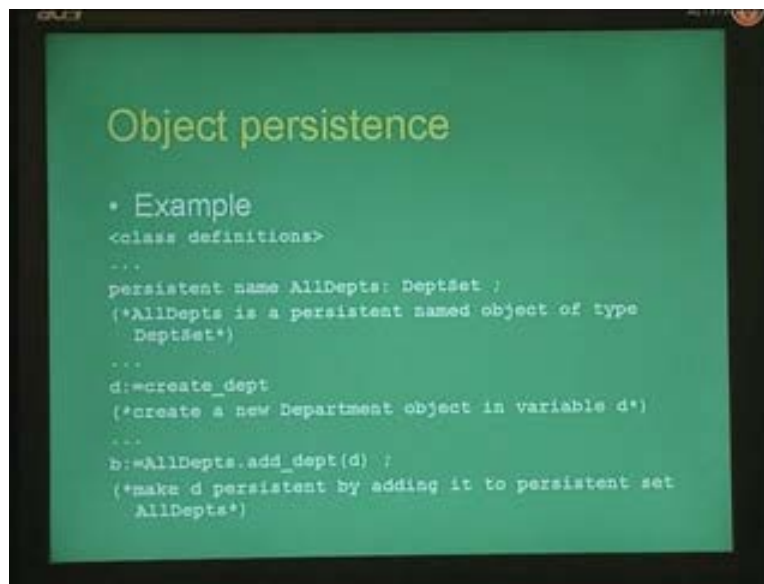 acer
Object persistence
• Example
<class definitions>
...
persistent name AllDepts: DeptSet ;
(*AllDepts is a persistent named object of type
DeptSet*)
...
d:=create_dept
(*create a new Department object in variable d*)
...
b:=AllDepts.add_dept(d) ;
(*make d persistent by adding it to persistent set
AllDepts*)